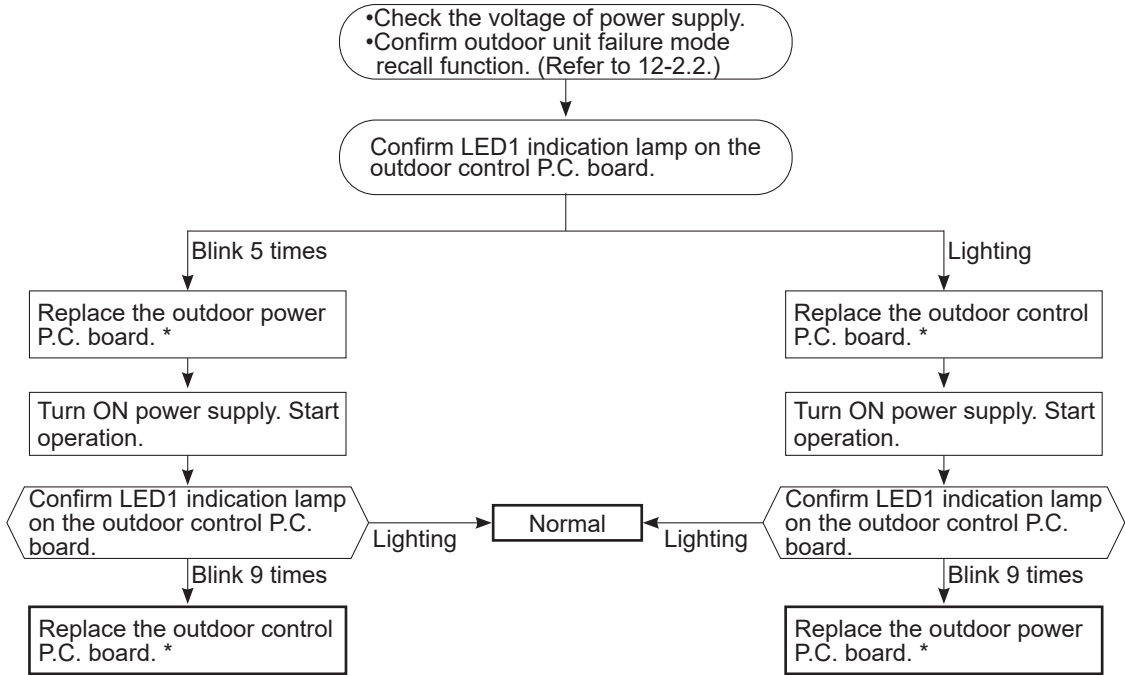 •Check the voltage of power supply.
•Confirm outdoor unit failure mode
recall function. (Refer to 12-2.2.)
Confirm LED1 indication lamp on the
outdoor control P.C. board.
Blink 5 times
Lighting
Replace the outdoor power
P.C. board. *
Replace the outdoor control
P.C. board. *
Turn ON power supply. Start
operation.
Turn ON power supply. Start
operation.
Confirm LED1 indication lamp
on the outdoor control P.C.
board.
Lighting
Normal
Lighting
Confirm LED1 indication lamp
on the outdoor control P.C.
board.
Blink 9 times
Blink 9 times
Replace the outdoor control
P.C. board. *
Replace the outdoor power
P.C. board. *